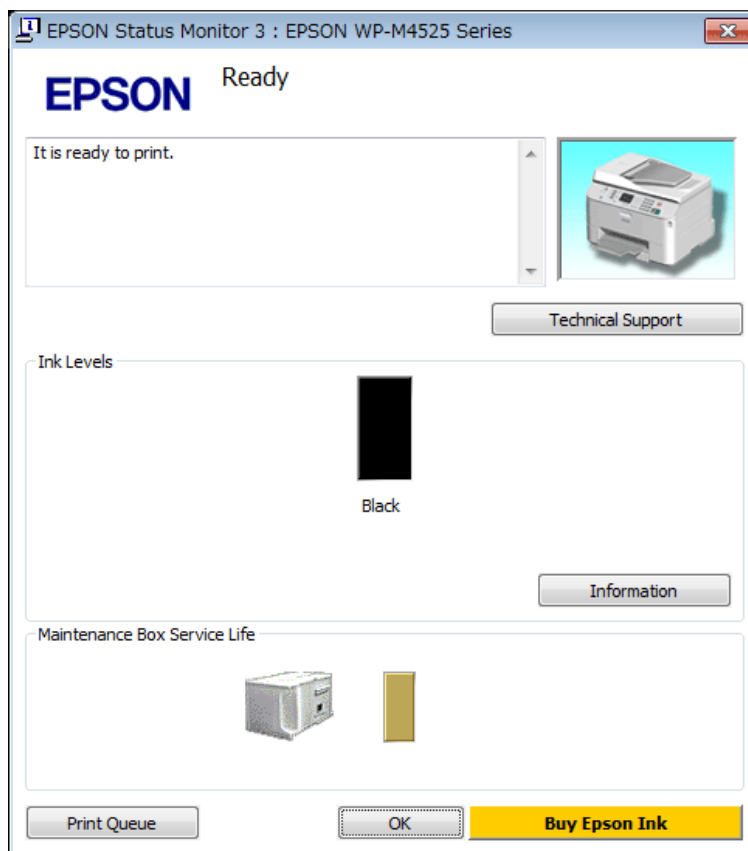 EPSON Status Monitor 3 : EPSON WP-M4525 Series
EPSON
Ready
It is ready to print.
Technical Support
Ink Levels
Black
Information
Maintenance Box Service Life
Print Queue
OK
Buy Epson Ink